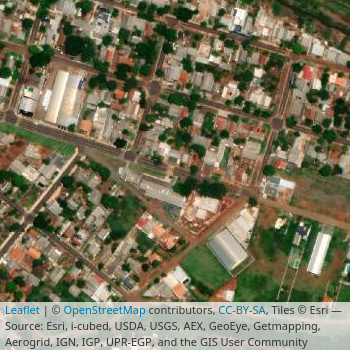 Leaflet | © OpenStreetMap contributors, CC-BY-SA, Tiles © Esri —
Source: Esri, i-cubed, USDA, USGS, AEX, GeoEye, Getmapping,
Aerogrid, IGN, IGP, UPR-EGP, and the GIS User Community